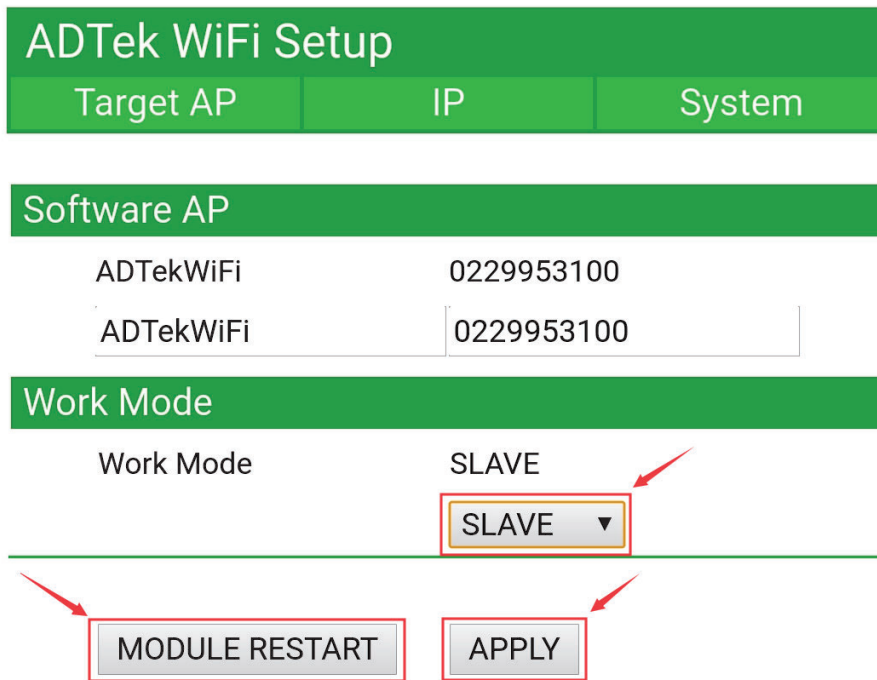 ADTek WiFi Setup
Target AP IP System
Software AP
ADTekWiFi 0229953100
ADTekWiFi 0229953100
Work Mode
Work Mode SLAVE
SLAVE ▼
MODULE RESTART APPLY